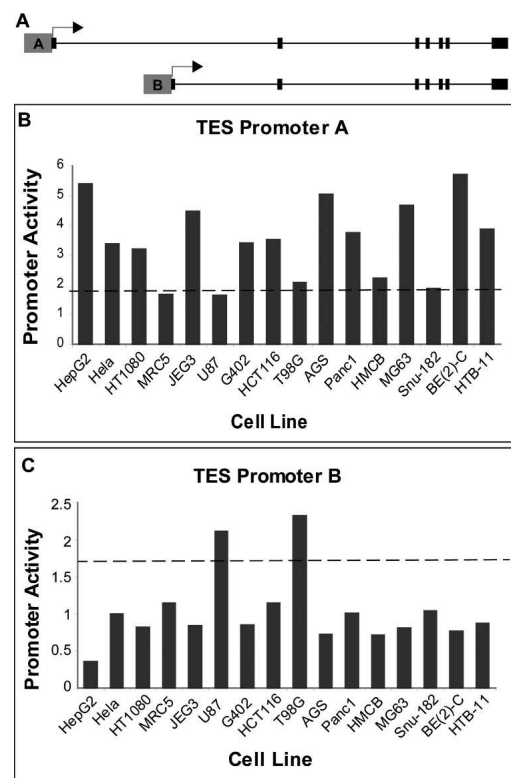 A
A
B
B
TES Promoter A
Promoter Activity
6
5
4
3
2
1
0
HepG2
Hela
HT1080
MRC5
JEG3
U87
G402
HCT116
T98G
AGS
Panc1
HMCB
MG63
Snu-182
BE(2)-C
HTB-11
Cell Line
C
TES Promoter B
Promoter Activity
2.5
2
1.5
1
0.5
0
HepG2
Hela
HT1080
MRC5
JEG3
U87
G402
HCT116
T98G
AGS
Panc1
HMCB
MG63
Snu-182
BE(2)-C
HTB-11
Cell Line